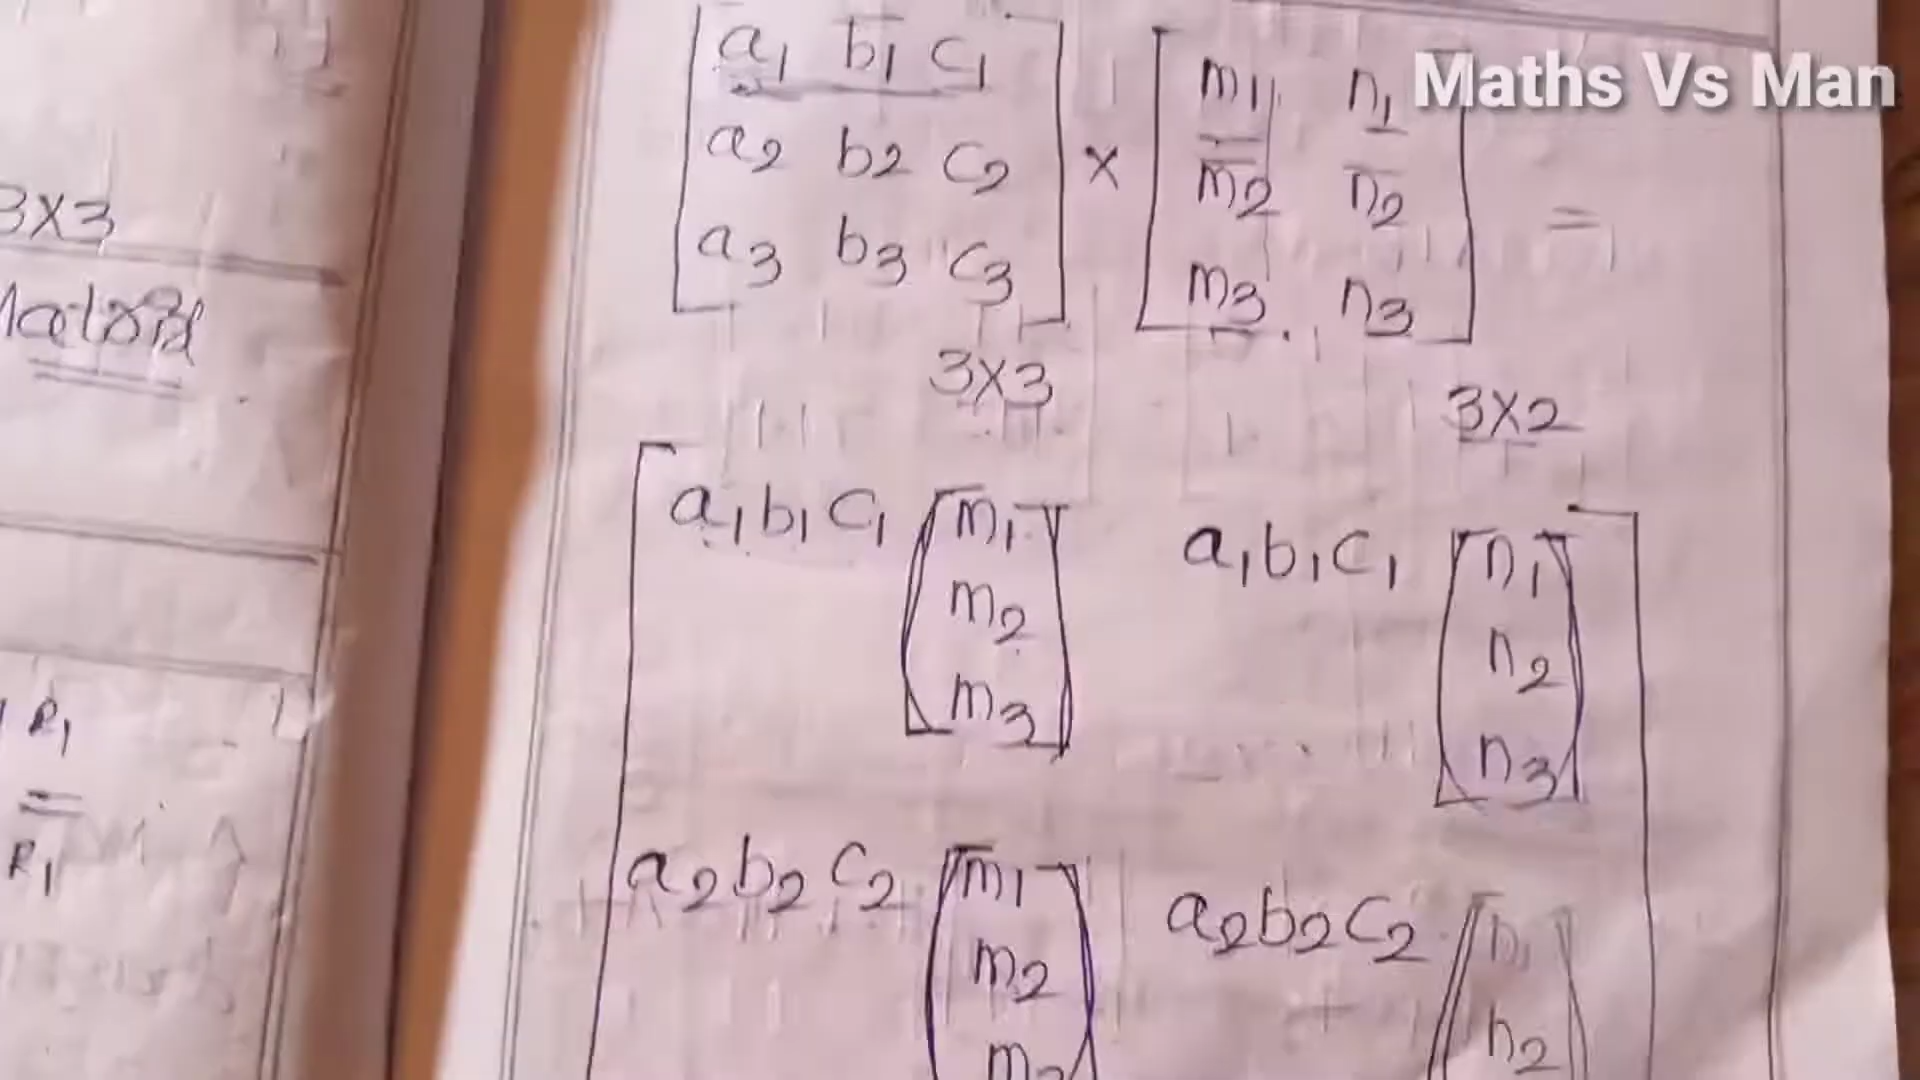 Maths Vs Man
a1 b1 c1
a2 b2 c2
a3 b3 c3
×
m1 n1
m2 n2
m3 n3
=
3×3
3×2
a1 b1 c1 m1
m2
m3
a1 b1 c1 n1
n2
n3
a2 b2 c2 m1
m2
a2 b2 c2 n1
n2
3×3
R1
=
R1